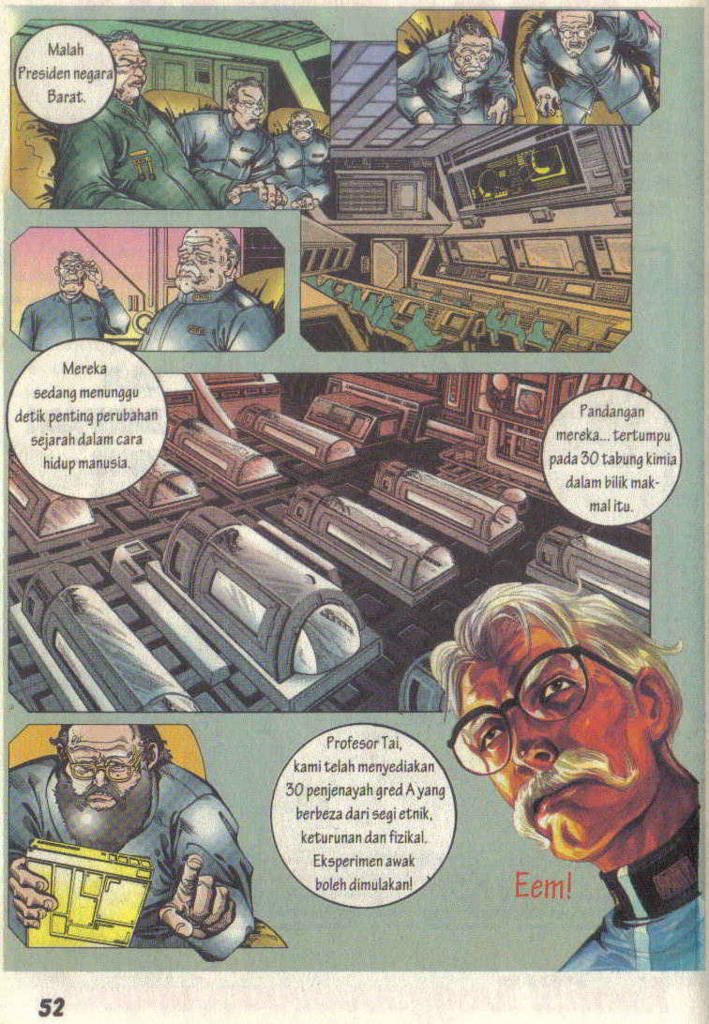 Malah
Presiden negara
Barat.
Mereka
sedang menunggu
detik penting perubahan
sejarah dalam cara
hidup manusia.
Pandangan
mereka... tertumpu
pada 30 tabung kimia
dalam bilik mak-
mal itu.
Profesor Tai,
kami telah menyediakan
30 penjenayah gred A yang
berbeza dari segi etnik,
keturunan dan fizikal.
Eksperimen awak
boleh dimulakan!
Eem!
52